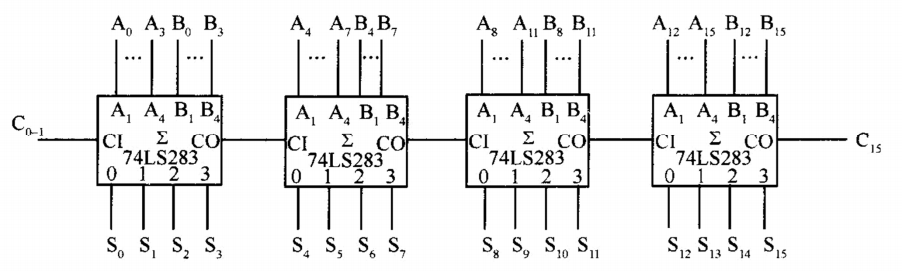 A₀ A₃ B₀ B₃ A₄ A₇ B₄ B₇ A₈ A₁₁ B₈ B₁₁ A₁₂ A₁₅ B₁₂ B₁₅
... ... ... ... ... ... ... ...
A₁ A₄ B₁ B₄ A₁ A₄ B₁ B₄ A₁ A₄ B₁ B₄ A₁ A₄ B₁ B₄
C₀₋₁ CI Σ CO CI Σ CO CI Σ CO CI Σ CO C₁₅
74LS283 74LS283 74LS283 74LS283
0 1 2 3 0 1 2 3 0 1 2 3 0 1 2 3
S₀ S₁ S₂ S₃ S₄ S₅ S₆ S₇ S₈ S₉ S₁₀ S₁₁ S₁₂ S₁₃ S₁₄ S₁₅